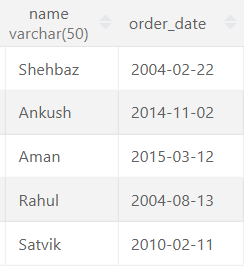 name order_date
varchar(50)
Shehbaz 2004-02-22
Ankush 2014-11-02
Aman 2015-03-12
Rahul 2004-08-13
Satvik 2010-02-11